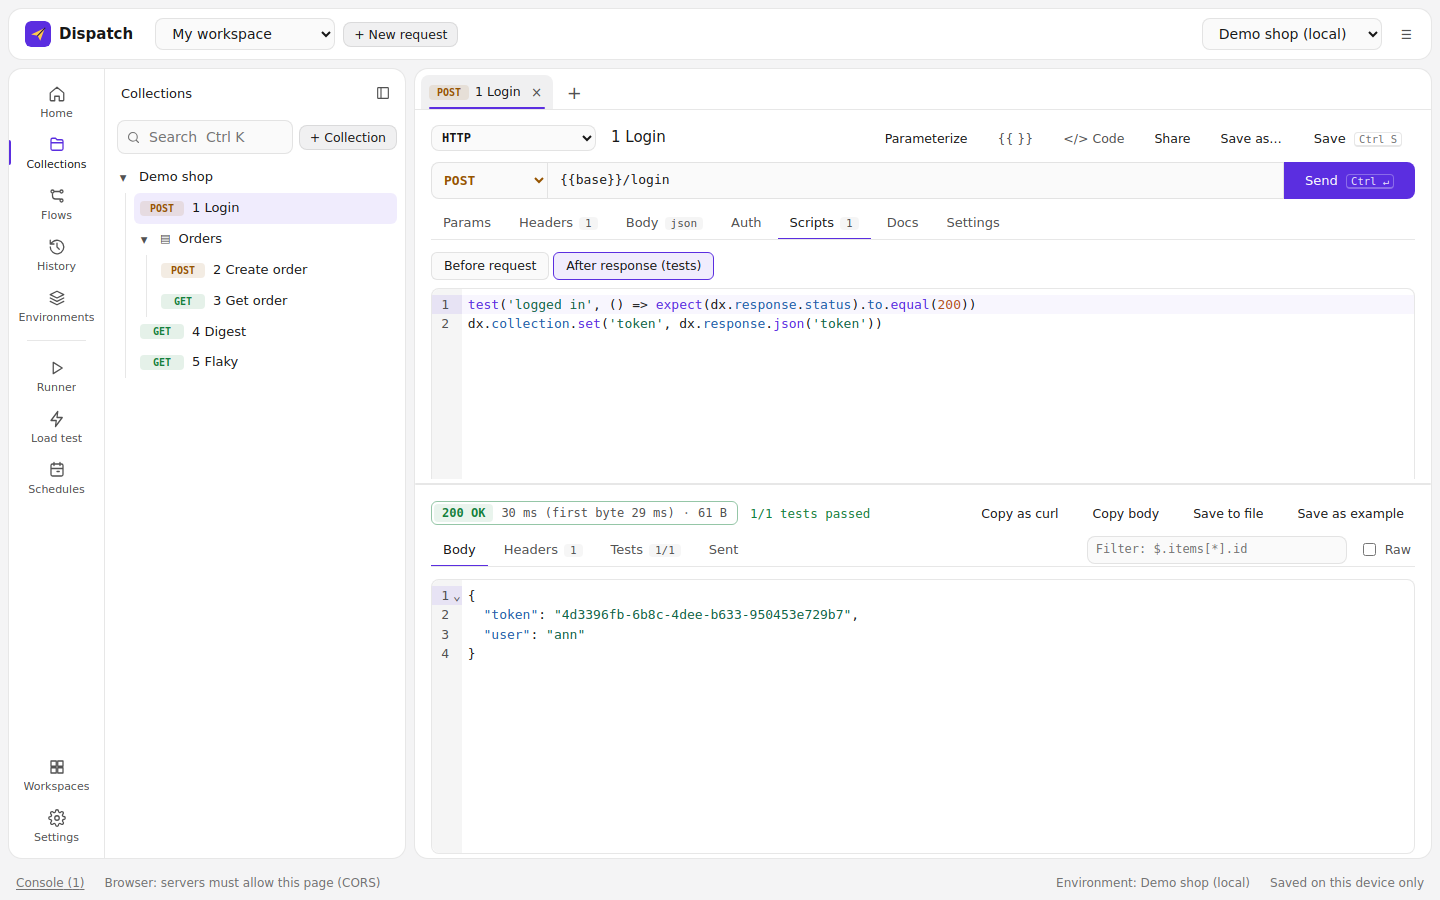 Dispatch
My workspace
+ New request
Demo shop (local)
Home
Collections
Flows
History
Environments
Runner
Load test
Schedules
Workspaces
Settings
Collections
Search Ctrl K
+ Collection
Demo shop
POST 1 Login
Orders
POST 2 Create order
GET 3 Get order
GET 4 Digest
GET 5 Flaky
POST 1 Login × +
HTTP 1 Login Parameterize {{ }} </> Code Share Save as... Save Ctrl S
POST {{base}}/login Send Ctrl ↵
Params Headers 1 Body json Auth Scripts 1 Docs Settings
Before request After response (tests)
1 test('logged in', () => expect(dx.response.status).to.equal(200))
2 dx.collection.set('token', dx.response.json('token'))
200 OK 30 ms (first byte 29 ms) · 61 B 1/1 tests passed Copy as curl Copy body Save to file Save as example
Body Headers 1 Tests 1/1 Sent Filter: $.items[*].id Raw
1 {
2 "token": "4d3396fb-6b8c-4dee-b633-950453e729b7",
3 "user": "ann"
4 }
Console (1) Browser: servers must allow this page (CORS) Environment: Demo shop (local) Saved on this device only